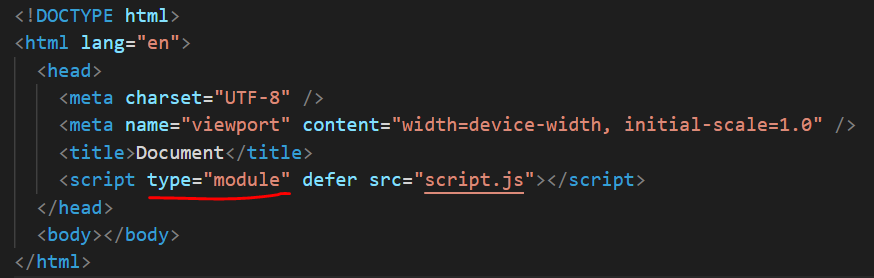 <!DOCTYPE html>
<html lang="en">
<head>
<meta charset="UTF-8" />
<meta name="viewport" content="width=device-width, initial-scale=1.0" />
<title>Document</title>
<script type="module" defer src="script.js"></script>
</head>
<body></body>
</html>